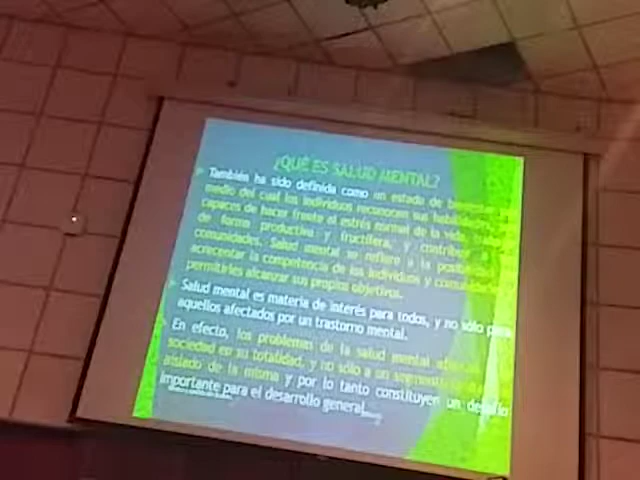 ¿QUÉ ES SALUD MENTAL?
También ha sido definida como un estado de
medio del cual los individuos reconocen sus
capaces de hacer frente al estrés normal de la vida,
de forma productiva y fructífera, y contribuir a
comunidades. Salud mental se refiere a la
acrecentar la competencia de los individuos y comunidades
permitirles alcanzar sus propios objetivos.
Salud mental es materia de interés para todos, y no sólo para
aquellos afectados por un trastorno mental.
En efecto, los problemas de la salud mental
sociedad en su totalidad, y no sólo a un
aislado de la misma y por lo tanto constituyen un desafío
importante para el desarrollo general.